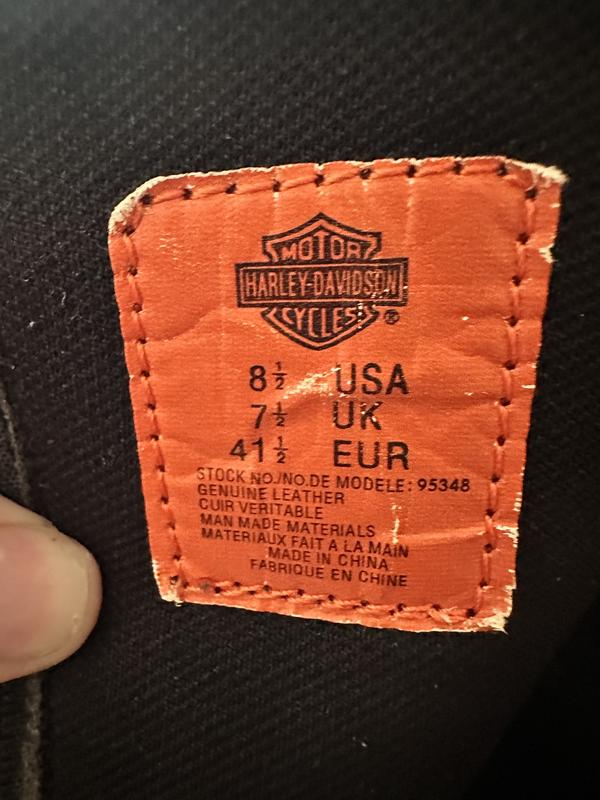 MOTOR
HARLEY-DAVIDSON
CYCLES®
8½ USA
7½ UK
41½ EUR
STOCK NO./NO.DE MODELE: 95348
GENUINE LEATHER
CUIR VERITABLE
MAN MADE MATERIALS
MATERIAUX FAIT A LA MAIN
MADE IN CHINA
FABRIQUE EN CHINE